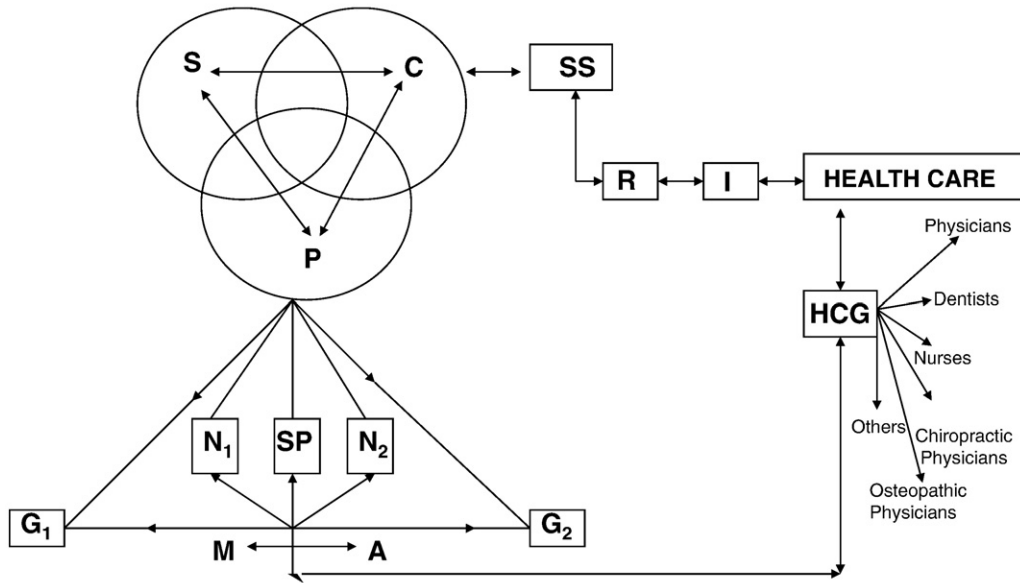 S
C
SS
R
I
HEALTH CARE
P
Physicians
HCG
Dentists
Nurses
Others
Chiropractic
Physicians
Osteopathic
Physicians
N₁
SP
N₂
G₁
G₂
M
A